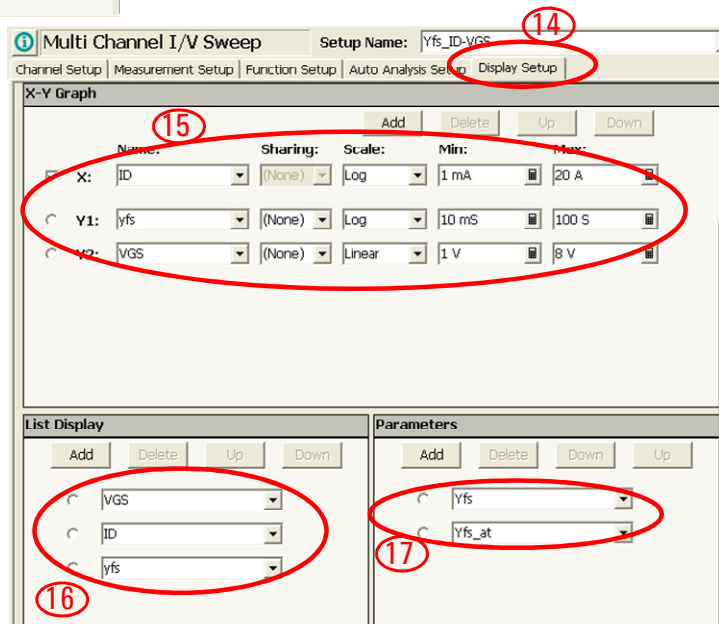 14
Multi Channel I/V Sweep Setup Name: Yfs_ID-VGS
Channel Setup Measurement Setup Function Setup Auto Analysis Setup Display Setup
X-Y Graph
15
Add Delete Up Down
Name: Sharing: Scale: Min: Max:
X: ID (None) Log 1 mA 20 A
Y1: yfs (None) Log 10 mS 100 S
Y2: VGS (None) Linear 1 V 8 V
List Display
Add Delete Up Down
VGS
ID
yfs
16
Parameters
Add Delete Down Up
Yfs
Yfs_at
17